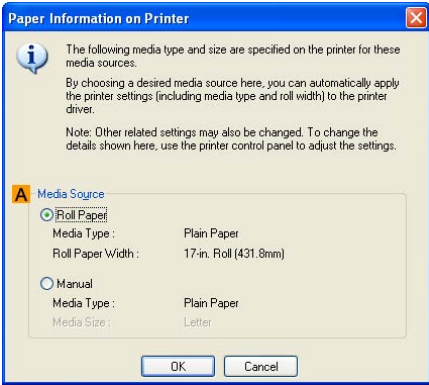 Paper Information on Printer
The following media type and size are specified on the printer for these
media sources.
By choosing a desired media source here, you can automatically apply
the printer settings (including media type and roll width) to the printer
driver.
Note: Other related settings may also be changed. To change the
details shown here, use the printer control panel to adjust the settings.
A Media Source
Roll Paper
Media Type : Plain Paper
Roll Paper Width : 17-in. Roll (431.8mm)
Manual
Media Type : Plain Paper
Media Size : Letter
OK Cancel